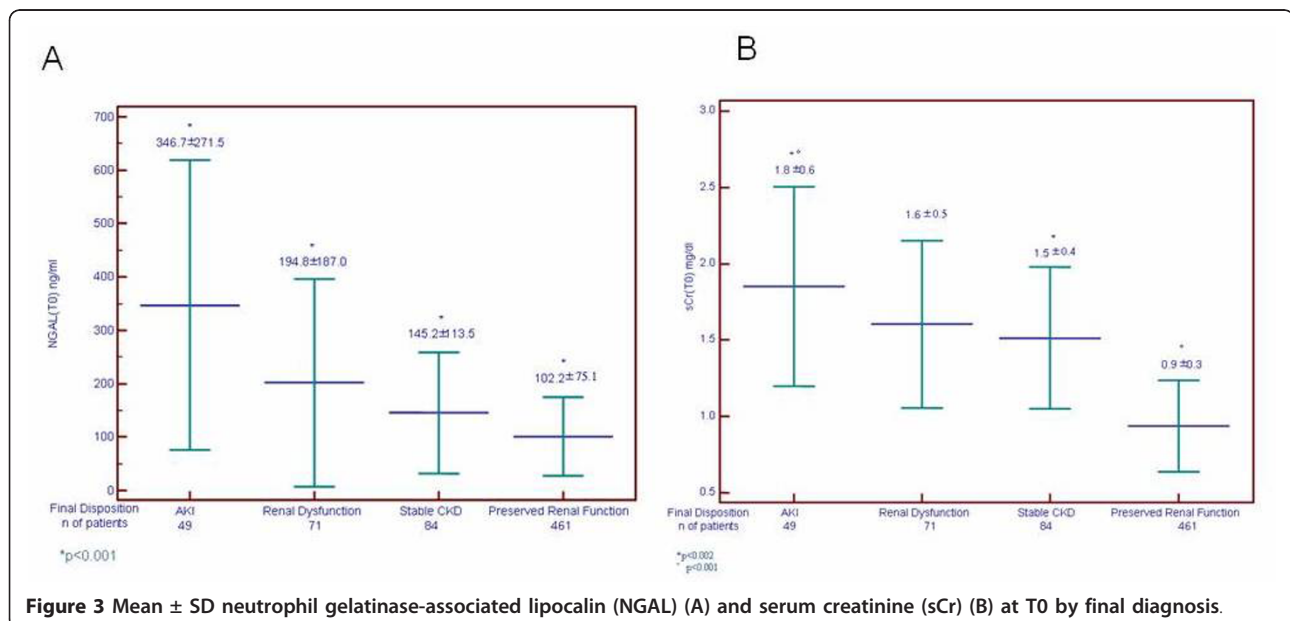 A
B
700
600
500
400
300
200
100
0
NGAL(T0) ng/ml
*
346.7±271.5
*
194.8±187.0
*
145.2±113.5
*
102.2±75.1
Final Disposition
n of patients
AKI
49
Renal Dysfunction
71
Stable CKD
84
Preserved Renal Function
461
*p<0.001
3.0
2.5
2.0
1.5
1.0
0.5
sCr(T0) mg/dl
*°
1.8±0.6
1.6±0.5
*
1.5±0.4
°
0.9±0.3
Final Disposition
n of patients
AKI
49
Renal Dysfunction
71
Stable CKD
84
Preserved Renal Function
461
*p<0.002
° p<0.001
Figure 3 Mean ± SD neutrophil gelatinase-associated lipocalin (NGAL) (A) and serum creatinine (sCr) (B) at T0 by final diagnosis.